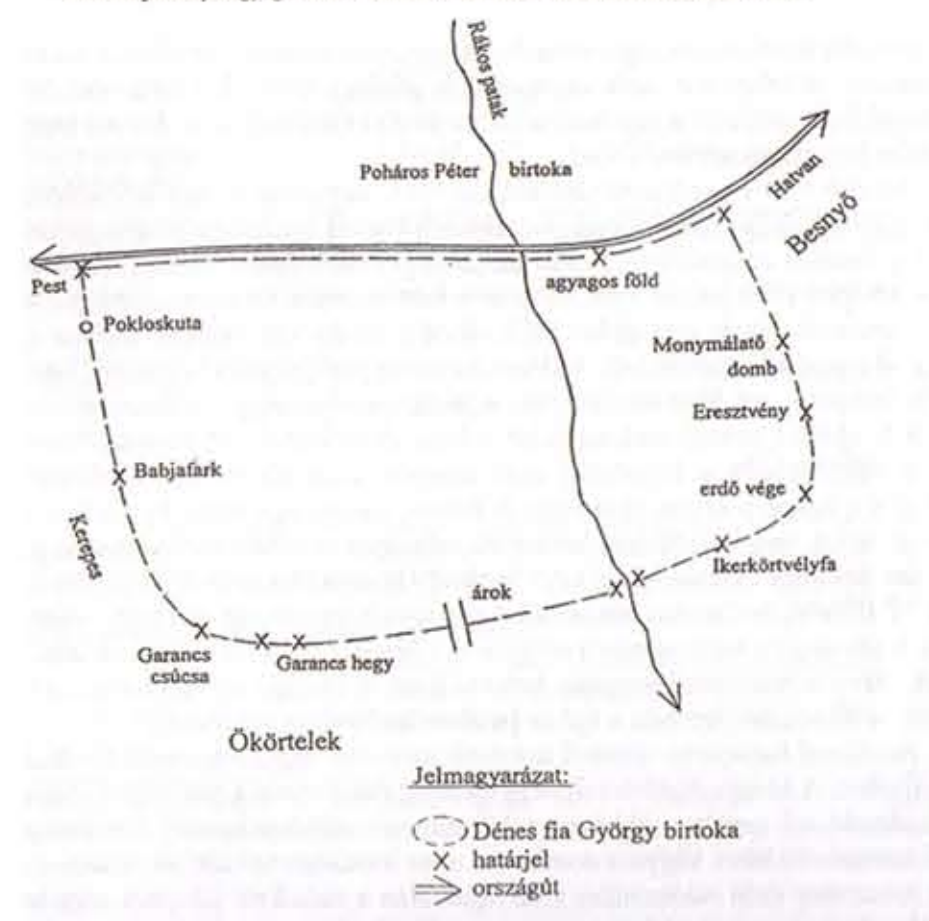 Rákos patak
Poháros Péter birtoka
Hatvan
Besnyő
Pest
agyagos föld
Pokloskuta
Monymálató
domb
Eresztvény
Babjafark
erdő vége
Kerepes
Ikerkörtvélyfa
árok
Garancs
csúcsa
Garancs hegy
Ökörtelek
Jelmagyarázat:
Dénes fia György birtoka
határjel
országút